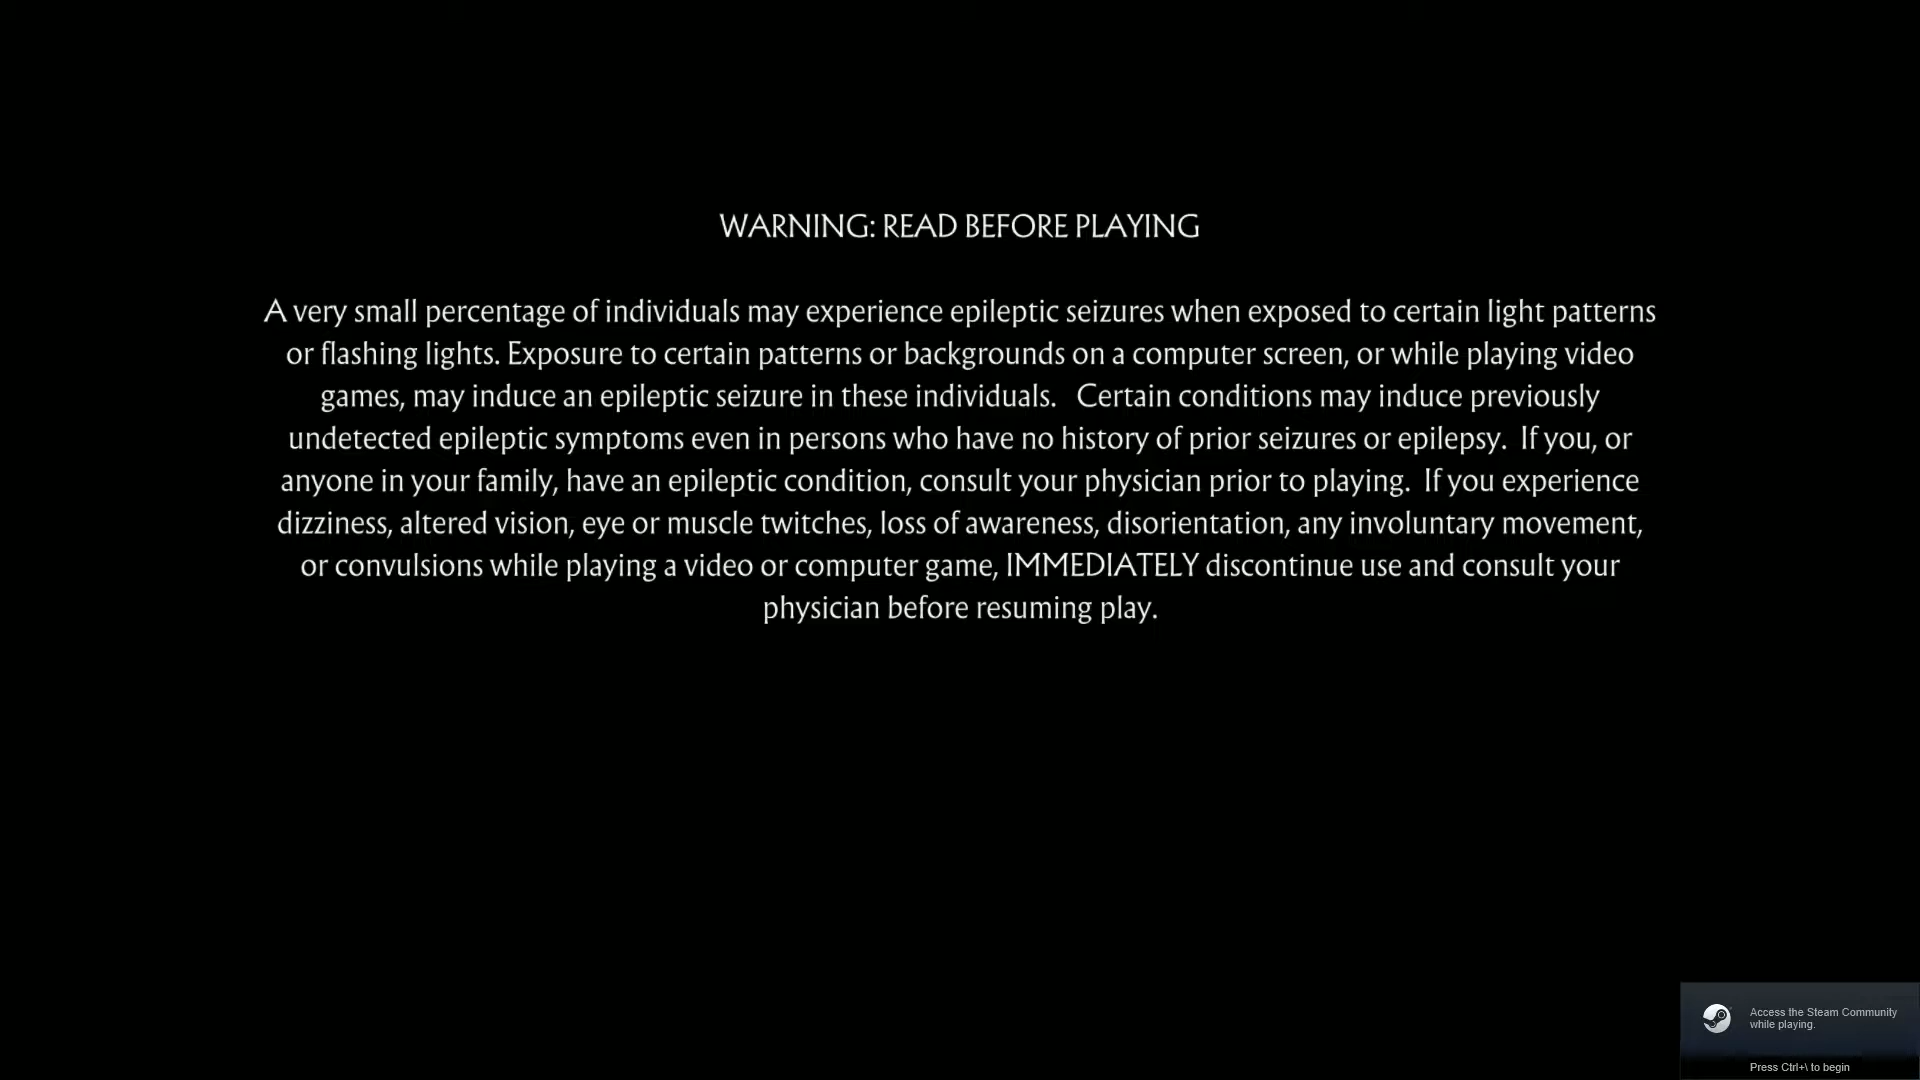 WARNING: READ BEFORE PLAYING
A very small percentage of individuals may experience epileptic seizures when exposed to certain light patterns
or flashing lights. Exposure to certain patterns or backgrounds on a computer screen, or while playing video
games, may induce an epileptic seizure in these individuals.   Certain conditions may induce previously
undetected epileptic symptoms even in persons who have no history of prior seizures or epilepsy.  If you, or
anyone in your family, have an epileptic condition, consult your physician prior to playing.  If you experience
dizziness, altered vision, eye or muscle twitches, loss of awareness, disorientation, any involuntary movement,
or convulsions while playing a video or computer game, IMMEDIATELY discontinue use and consult your
physician before resuming play.
Access the Steam Community
while playing.
Press Ctrl+\ to begin